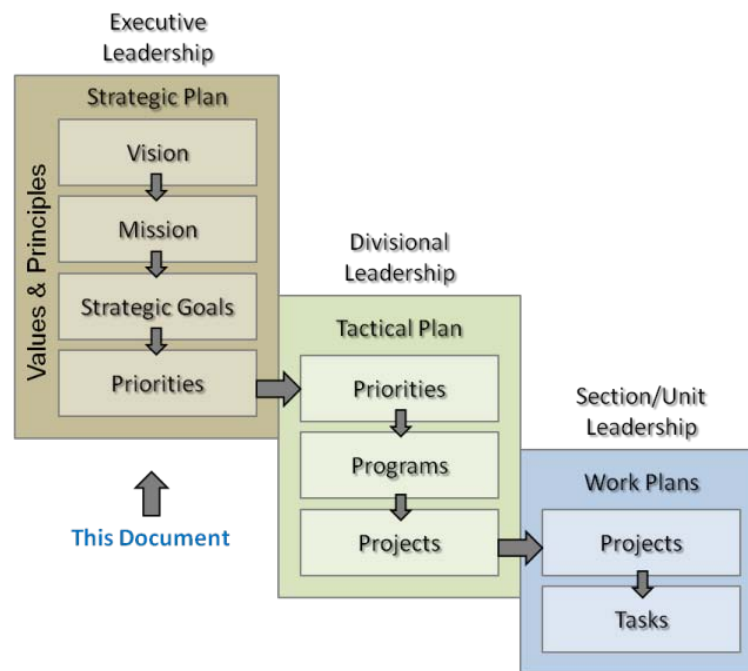 Executive
Leadership
Strategic Plan
Values & Principles
Vision
Mission
Strategic Goals
Priorities
This Document
Divisional
Leadership
Tactical Plan
Priorities
Programs
Projects
Section/Unit
Leadership
Work Plans
Projects
Tasks